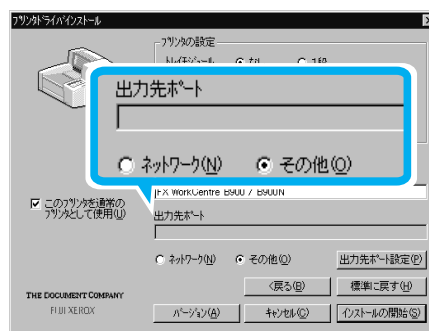 プリンタドライバインストール
プリンタの設定
出力先ポート
ネットワーク(N) その他(O)
FX WorkCentre B900 / B900N
このプリンタを通常の
プリンタとして使用(U)
出力先ポート
ネットワーク(N) その他(O) 出力先ポート設定(P)
<戻る(B) 標準に戻す(H)
THE DOCUMENT COMPANY
FUJI XEROX
バージョン(A) キャンセル(C) インストールの開始(S)